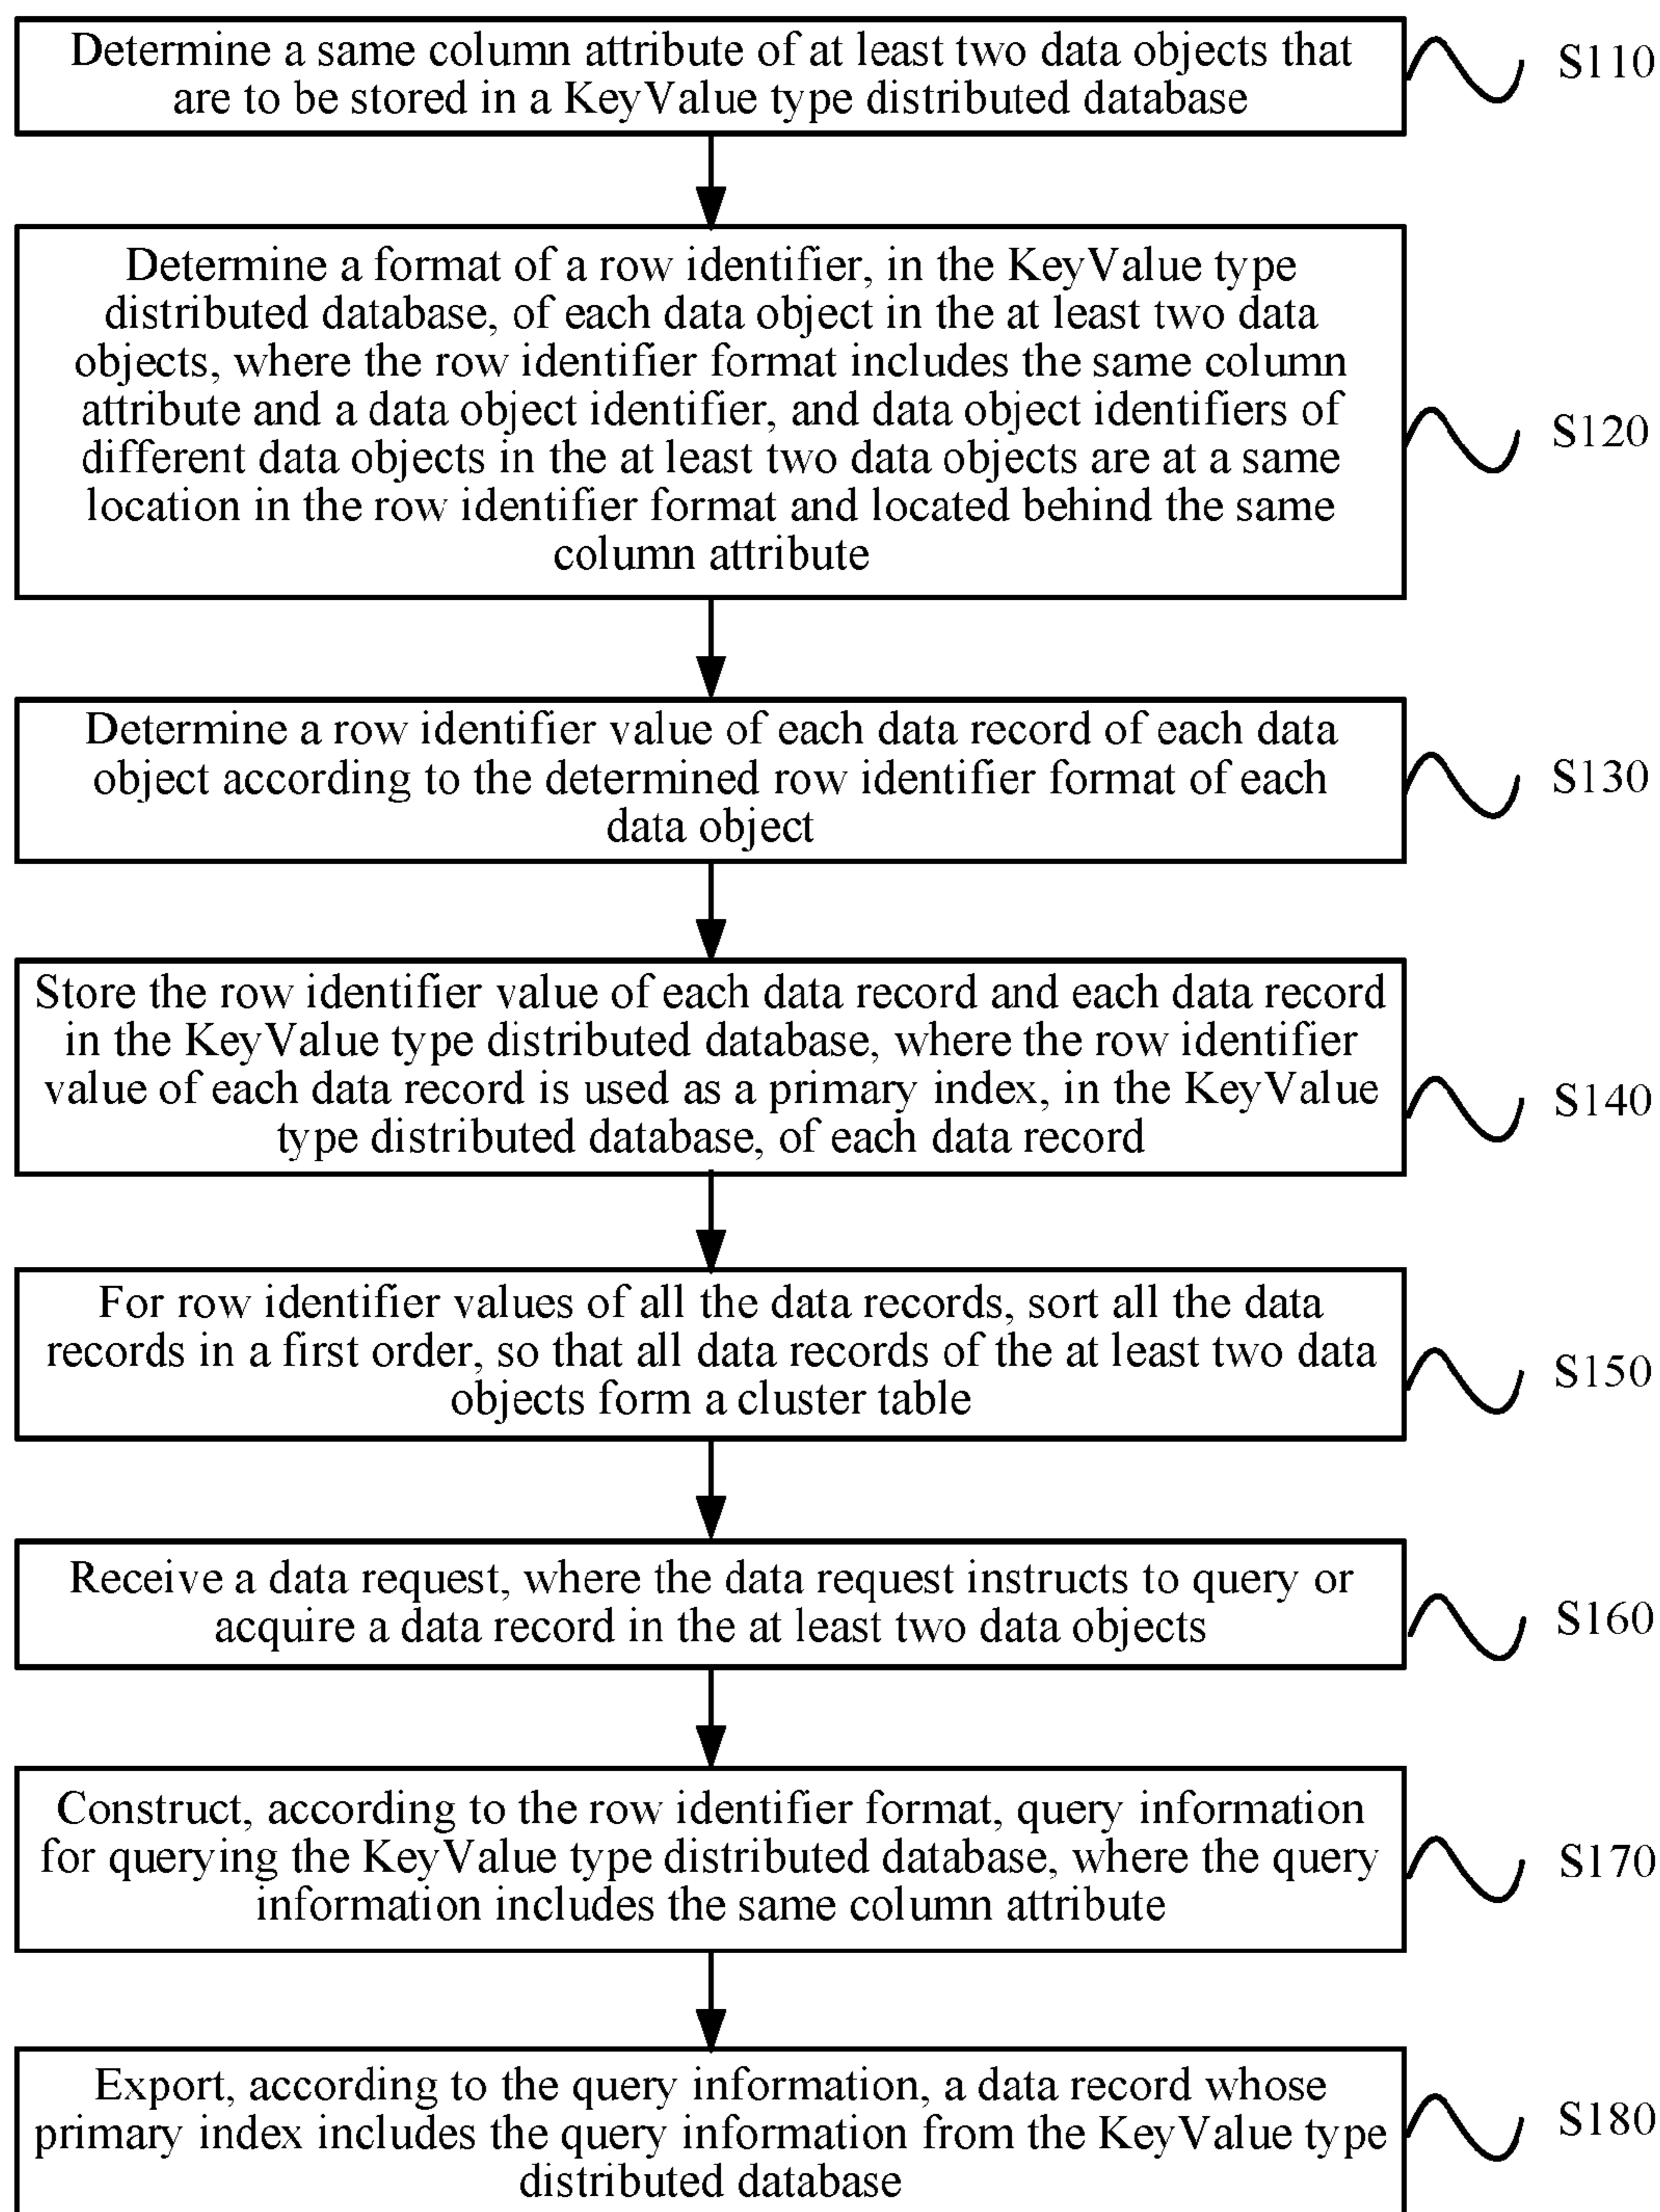 Determine a same column attribute of at least two data objects that
are to be stored in a KeyValue type distributed database
S110
Determine a format of a row identifier, in the KeyValue type
distributed database, of each data object in the at least two data
objects, where the row identifier format includes the same column
attribute and a data object identifier, and data object identifiers of
different data objects in the at least two data objects are at a same
location in the row identifier format and located behind the same
column attribute
S120
Determine a row identifier value of each data record of each data
object according to the determined row identifier format of each
data object
S130
Store the row identifier value of each data record and each data record
in the KeyValue type distributed database, where the row identifier
value of each data record is used as a primary index, in the KeyValue
type distributed database, of each data record
S140
For row identifier values of all the data records, sort all the data
records in a first order, so that all data records of the at least two data
objects form a cluster table
S150
Receive a data request, where the data request instructs to query or
acquire a data record in the at least two data objects
S160
Construct, according to the row identifier format, query information
for querying the KeyValue type distributed database, where the query
information includes the same column attribute
S170
Export, according to the query information, a data record whose
primary index includes the query information from the KeyValue type
distributed database
S180